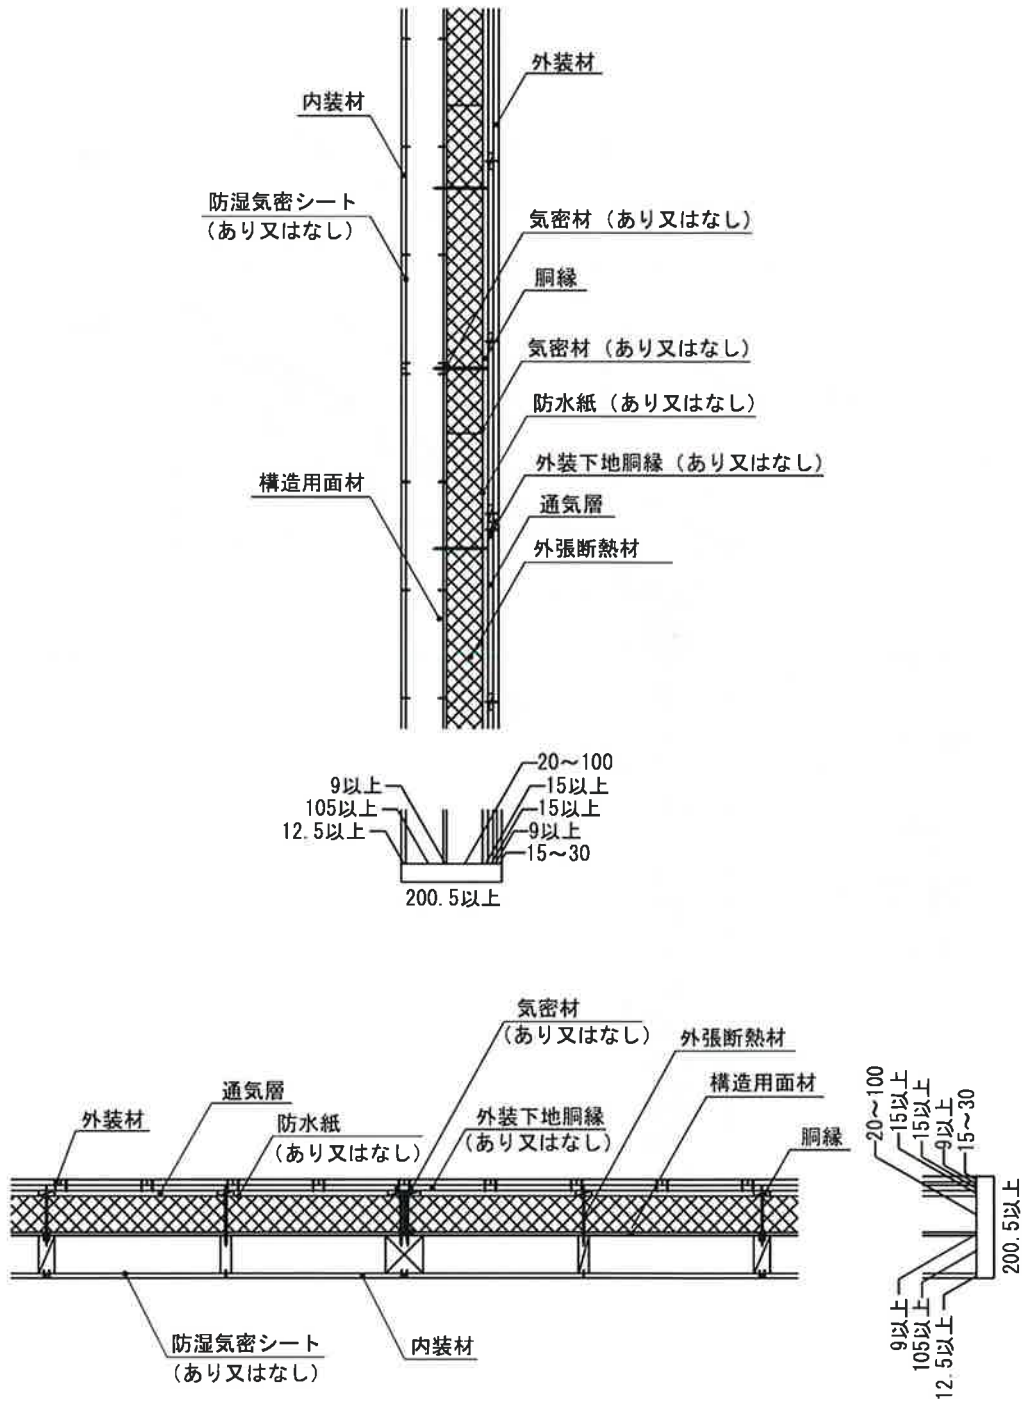 外装材
内装材
防湿気密シート
(あり又はなし)
気密材 (あり又はなし)
胴縁
気密材 (あり又はなし)
防水紙 (あり又はなし)
外装下地胴縁 (あり又はなし)
構造用面材
通気層
外張断熱材
20～100
9以上
15以上
105以上
15以上
12.5以上
9以上
15～30
200.5以上
気密材
(あり又はなし)
外張断熱材
構造用面材
通気層
外装材
防水紙
(あり又はなし)
外装下地胴縁
(あり又はなし)
胴縁
20～100
15以上
15以上
9以上
15～30
200.5以上
9以上
105以上
12.5以上
防湿気密シート
(あり又はなし)
内装材